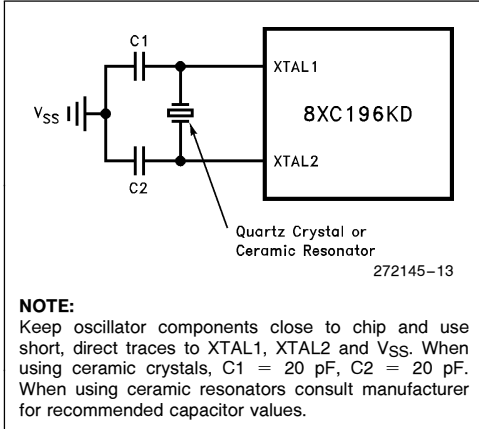 C1
XTAL1
8XC196KD
VSS
XTAL2
C2
Quartz Crystal or
Ceramic Resonator
272145–13
NOTE:
Keep oscillator components close to chip and use
short, direct traces to XTAL1, XTAL2 and VSS. When
using ceramic crystals, C1 = 20 pF, C2 = 20 pF.
When using ceramic resonators consult manufacturer
for recommended capacitor values.